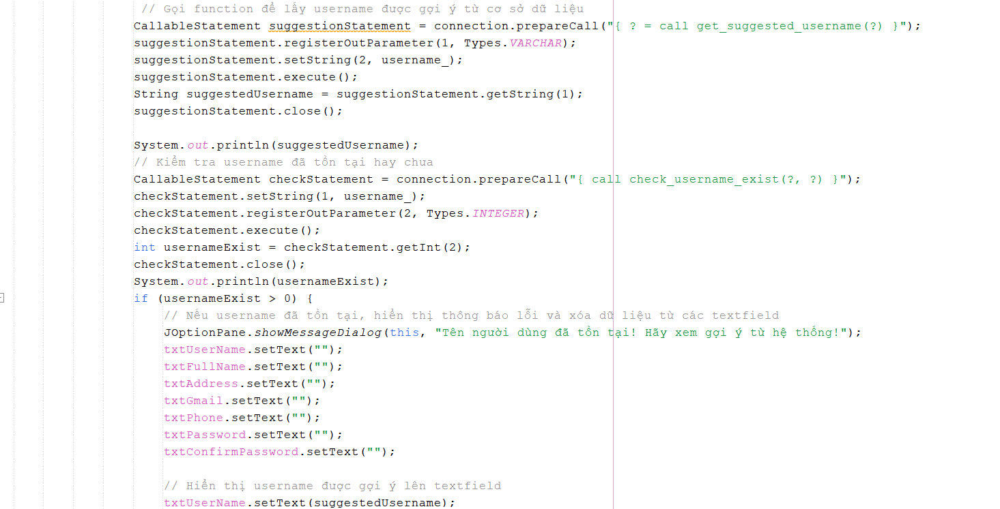 // Gọi function để lấy username được gợi ý từ cơ sở dữ liệu
CallableStatement suggestionStatement = connection.prepareCall("{ ? = call get_suggested_username(?) }");
suggestionStatement.registerOutParameter(1, Types.VARCHAR);
suggestionStatement.setString(2, username_);
suggestionStatement.execute();
String suggestedUsername = suggestionStatement.getString(1);
suggestionStatement.close();
System.out.println(suggestedUsername);
// Kiểm tra username đã tồn tại hay chưa
CallableStatement checkStatement = connection.prepareCall("{ call check_username_exist(?, ?) }");
checkStatement.setString(1, username_);
checkStatement.registerOutParameter(2, Types.INTEGER);
checkStatement.execute();
int usernameExist = checkStatement.getInt(2);
checkStatement.close();
System.out.println(usernameExist);
if (usernameExist > 0) {
// Nếu username đã tồn tại, hiển thị thông báo lỗi và xóa dữ liệu từ các textfield
JOptionPane.showMessageDialog(this, "Tên người dùng đã tồn tại! Hãy xem gợi ý từ hệ thống!");
txtUserName.setText("");
txtFullName.setText("");
txtAddress.setText("");
txtGmail.setText("");
txtPhone.setText("");
txtPassword.setText("");
txtConfirmPassword.setText("");
// Hiển thị username được gợi ý lên textfield
txtUserName.setText(suggestedUsername);